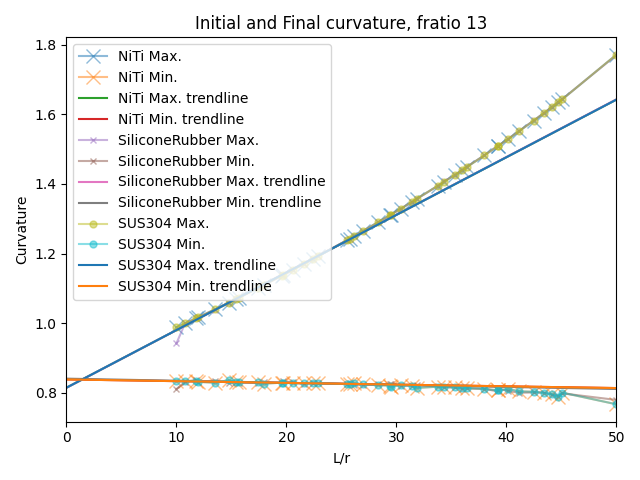 Initial and Final curvature, fratio 13
NiTi Max.
NiTi Min.
NiTi Max. trendline
NiTi Min. trendline
SiliconeRubber Max.
SiliconeRubber Min.
SiliconeRubber Max. trendline
SiliconeRubber Min. trendline
SUS304 Max.
SUS304 Min.
SUS304 Max. trendline
SUS304 Min. trendline
Curvature
1.8
1.6
1.4
1.2
1.0
0.8
0 10 20 30 40 50
L/r